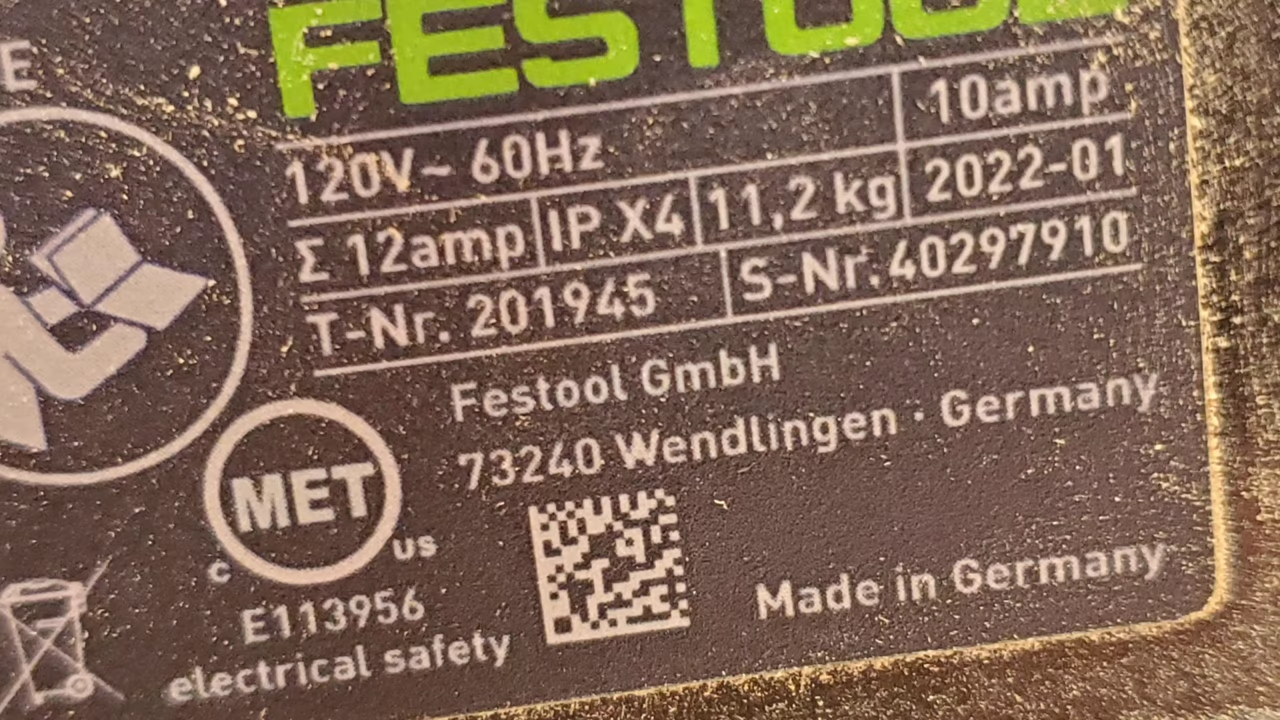 FESTOOL
E
10amp
120V~ 60Hz
Σ 12amp IP X4 11,2 kg 2022-01
T-Nr. 201945 S-Nr. 40297910
Festool GmbH
73240 Wendlingen · Germany
MET
c us
E113956
electrical safety
Made in Germany